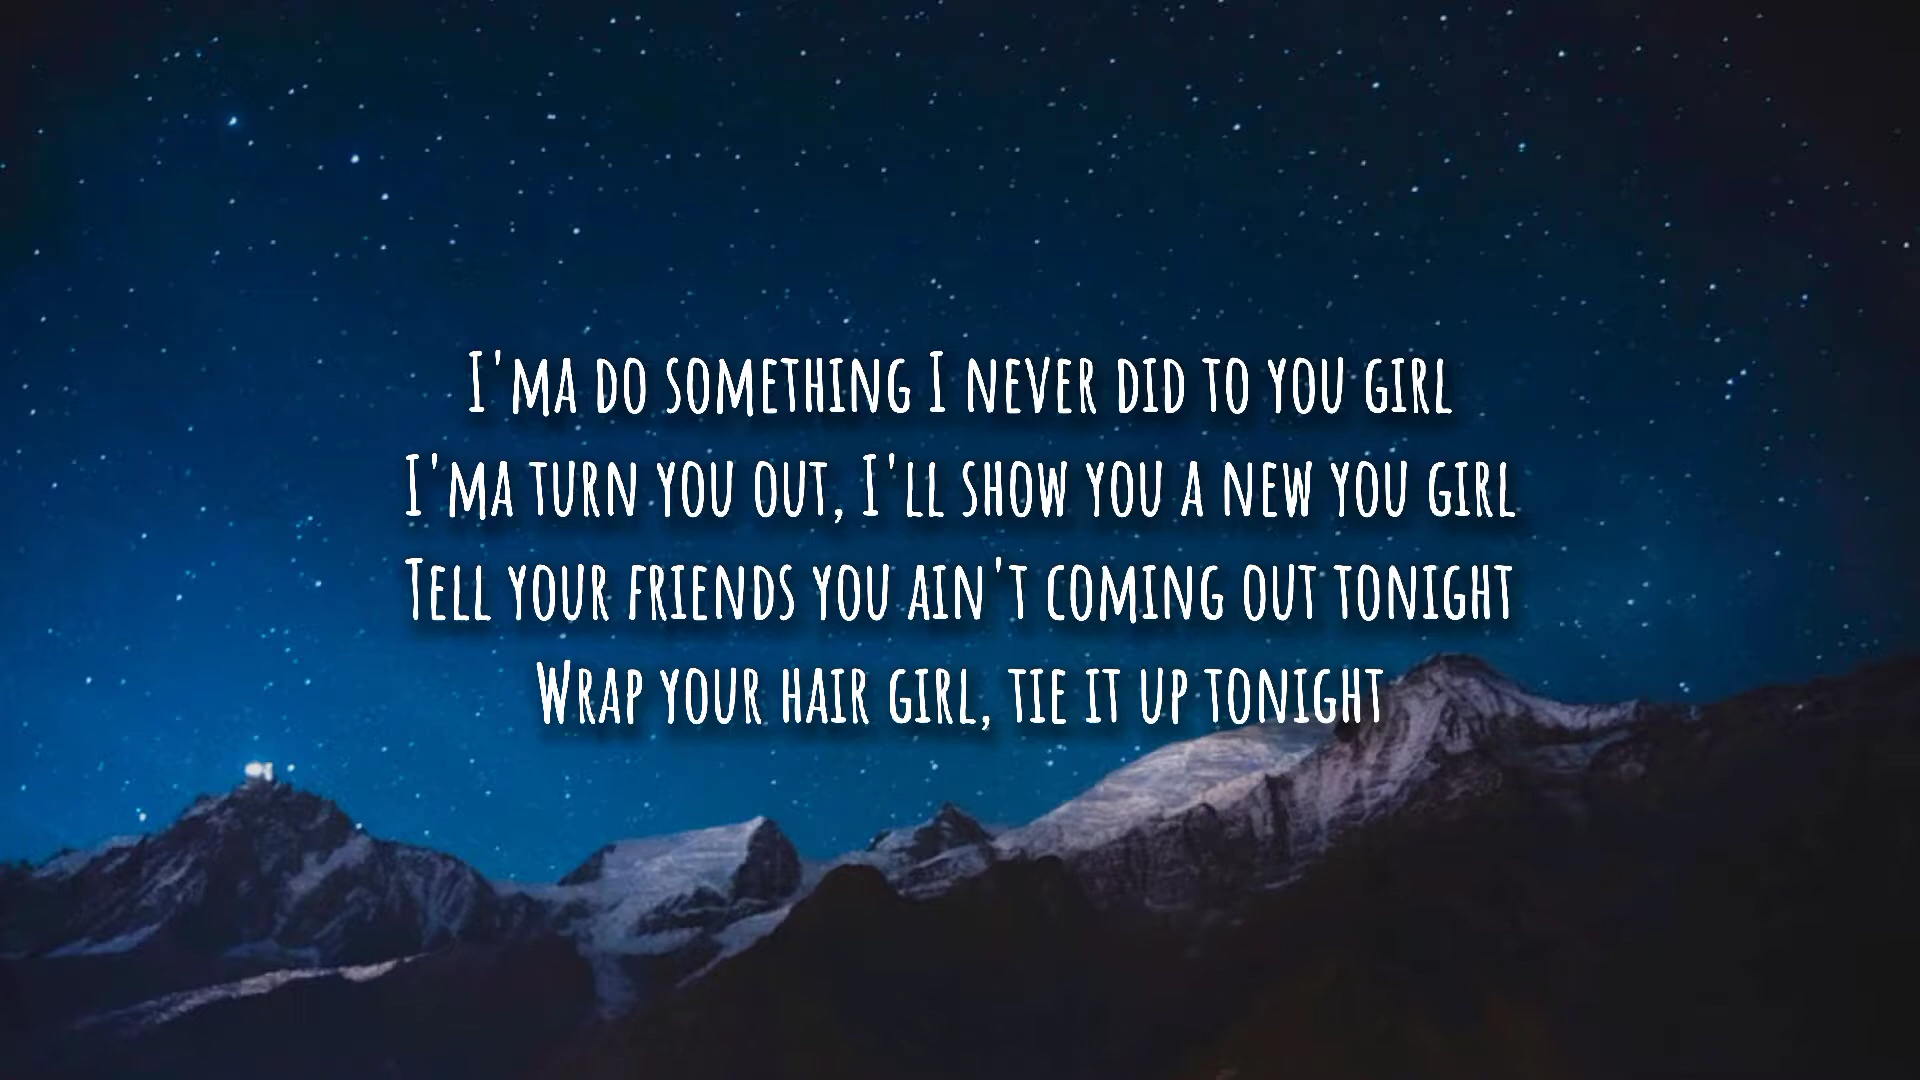 I'ma do something I never did to you girl
I'ma turn you out, I'll show you a new you girl
Tell your friends you ain't coming out tonight
Wrap your hair girl, tie it up tonight